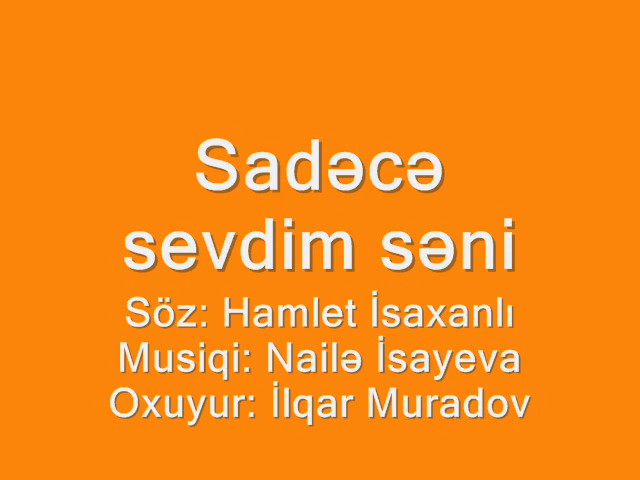 Sadəcə
sevdim səni
Söz: Hamlet İsaxanlı
Musiqi: Nailə İsayeva
Oxuyur: İlqar Muradov